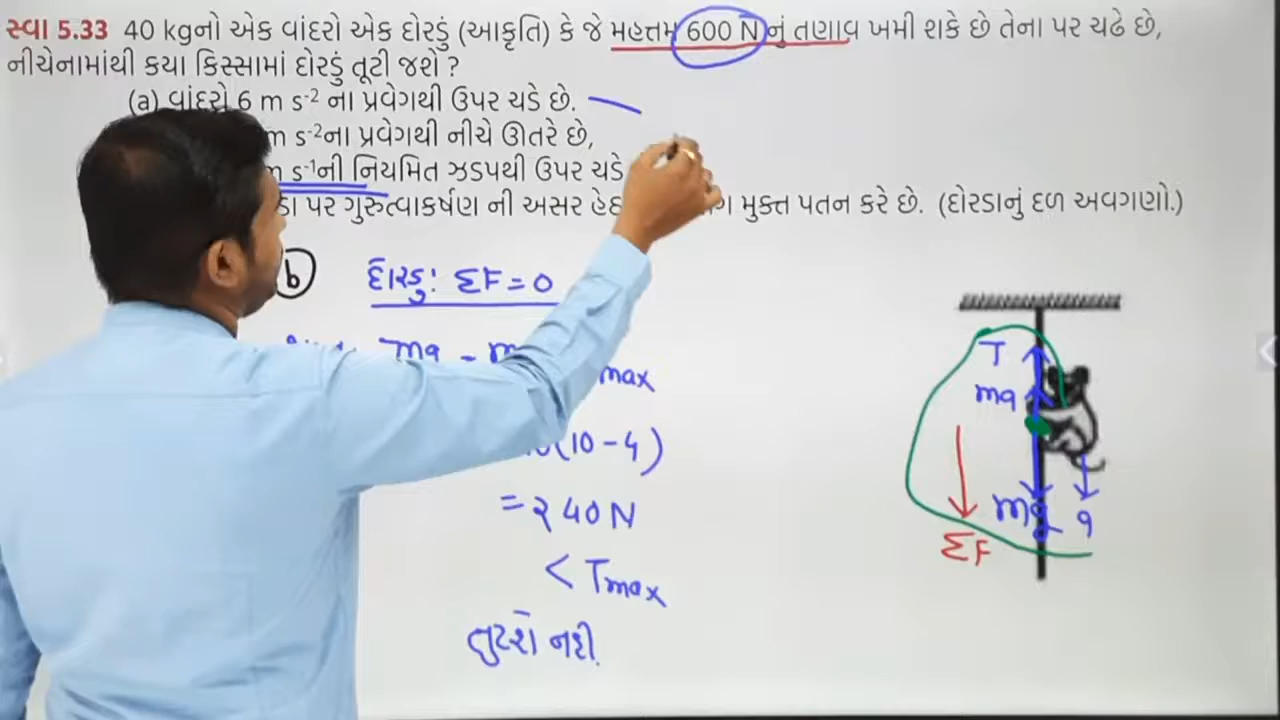 સ્વા 5.33 40 kgનો એક વાંદરો એક દોરડું (આકૃતિ) કે જે મહત્તમ 600 N નું તણાવ ખમી શકે છે તેના પર ચઢે છે,
નીચેનામાંથી કયા કિસ્સામાં દોરડું તૂટી જશે ?
(a) વાંદરો 6 m s-2 ના પ્રવેગથી ઉપર ચડે છે.
m s-2ના પ્રવેગથી નીચે ઊતરે છે,
m s-1ની નિયમિત ઝડપથી ઉપર ચડે
પર ગુરુત્વાકર્ષણ ની અસર હેઠ મુક્ત પતન કરે છે. (દોરડાનું દળ અવગણો.)
b દોરડુ: ΣF = 0
max
(10 - 4)
= 240 N
< Tmax
તુટશે નહી.
T
ma
mg a
ΣF